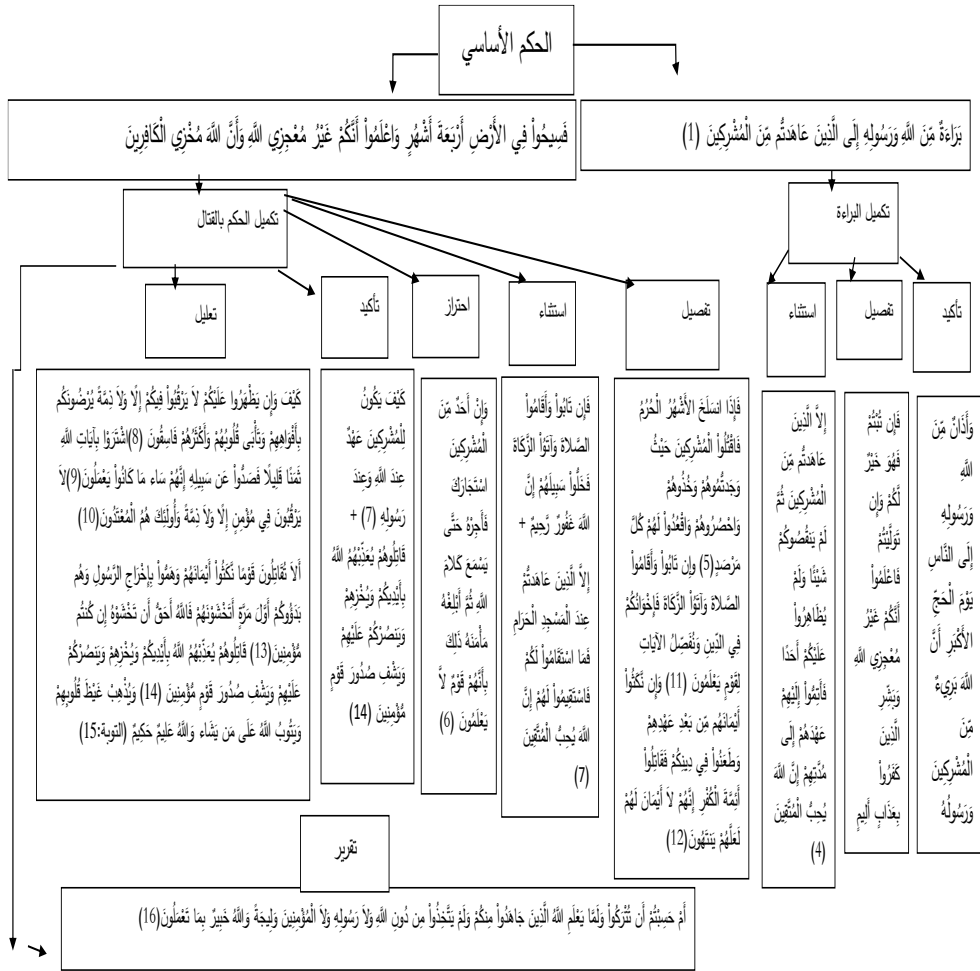 الحكم الأساسي
بَرَاءَةٌ مِّنَ اللّهِ وَرَسُولِهِ إِلَى الَّذِينَ عَاهَدتُّم مِّنَ الْمُشْرِكِينَ (1)
فَسِيحُواْ فِي الأَرْضِ أَرْبَعَةَ أَشْهُرٍ وَاعْلَمُواْ أَنَّكُمْ غَيْرُ مُعْجِزِي اللّهِ وَأَنَّ اللّهَ مُخْزِي الْكَافِرِينَ
تكميل البراءة
تأكيد
وَأَذَانٌ مِّنَ
اللّهِ
وَرَسُولِهِ
إِلَى النَّاسِ
يَوْمَ الْحَجِّ
الأَكْبَرِ أَنَّ
اللّهَ بَرِيءٌ
مِّنَ
الْمُشْرِكِينَ
وَرَسُولُهُ
تفصيل
فَإِن تُبْتُمْ
فَهُوَ خَيْرٌ
لَّكُمْ وَإِن
تَوَلَّيْتُمْ
فَاعْلَمُواْ
أَنَّكُمْ غَيْرُ
مُعْجِزِي اللّهِ
وَبَشِّرِ
الَّذِينَ
كَفَرُواْ
بِعَذَابٍ أَلِيمٍ
استثناء
إِلاَّ الَّذِينَ
عَاهَدتُّم مِّنَ
الْمُشْرِكِينَ ثُمَّ
لَمْ يَنقُصُوكُمْ
شَيْئًا وَلَمْ
يُظَاهِرُواْ
عَلَيْكُمْ أَحَدًا
فَأَتِمُّواْ إِلَيْهِمْ
عَهْدَهُمْ إِلَى
مُدَّتِهِمْ إِنَّ اللّهَ
يُحِبُّ الْمُتَّقِينَ
(4)
تكميل الحكم بالقتال
تفصيل
فَإِذَا انسَلَخَ الأَشْهُرُ الْحُرُمُ
فَاقْتُلُواْ الْمُشْرِكِينَ حَيْثُ
وَجَدتُّمُوهُمْ وَخُذُوهُمْ
وَاحْصُرُوهُمْ وَاقْعُدُواْ لَهُمْ كُلَّ
مَرْصَدٍ(5) وإِن تَابُواْ وَأَقَامُواْ
الصَّلاَةَ وَآتَوُاْ الزَّكَاةَ فَإِخْوَانُكُمْ
فِي الدِّينِ وَنُفَصِّلُ الآيَاتِ
لِقَوْمٍ يَعْلَمُونَ (11) وَإِن نَّكَثُواْ
أَيْمَانَهُم مِّن بَعْدِ عَهْدِهِمْ
وَطَعَنُواْ فِي دِينِكُمْ فَقَاتِلُواْ
أَئِمَّةَ الْكُفْرِ إِنَّهُمْ لاَ أَيْمَانَ لَهُمْ
لَعَلَّهُمْ يَنتَهُونَ(12)
استثناء
فَإِن تَابُواْ وَأَقَامُواْ
الصَّلاَةَ وَآتَوُاْ الزَّكَاةَ
فَخَلُّواْ سَبِيلَهُمْ إِنَّ
اللّهَ غَفُورٌ رَّحِيمٌ +
إِلاَّ الَّذِينَ عَاهَدتُّمْ
عِندَ الْمَسْجِدِ الْحَرَامِ
فَمَا اسْتَقَامُواْ لَكُمْ
فَاسْتَقِيمُواْ لَهُمْ إِنَّ
اللّهَ يُحِبُّ الْمُتَّقِينَ
(7)
احتراز
وَإِنْ أَحَدٌ مِّنَ
الْمُشْرِكِينَ
اسْتَجَارَكَ
فَأَجِرْهُ حَتَّى
يَسْمَعَ كَلاَمَ
اللّهِ ثُمَّ أَبْلِغْهُ
مَأْمَنَهُ ذَلِكَ
بِأَنَّهُمْ قَوْمٌ لاَّ
يَعْلَمُونَ (6)
تأكيد
كَيْفَ يَكُونُ
لِلْمُشْرِكِينَ عَهْدٌ
عِندَ اللّهِ وَعِندَ
رَسُولِهِ (7) +
قَاتِلُوهُمْ يُعَذِّبْهُمُ اللّهُ
بِأَيْدِيكُمْ وَيُخْزِهِمْ
وَيَنصُرْكُمْ عَلَيْهِمْ
وَيَشْفِ صُدُورَ قَوْمٍ
مُّؤْمِنِينَ (14)
تعليل
كَيْفَ وَإِن يَظْهَرُوا عَلَيْكُمْ لاَ يَرْقُبُواْ فِيكُمْ إِلاًّ وَلاَ ذِمَّةً يُرْضُونَكُم
بِأَفْوَاهِهِمْ وَتَأْبَى قُلُوبُهُمْ وَأَكْثَرُهُمْ فَاسِقُونَ (8)اشْتَرَوْاْ بِآيَاتِ اللّهِ
ثَمَنًا قَلِيلًا فَصَدُّواْ عَن سَبِيلِهِ إِنَّهُمْ سَاء مَا كَانُواْ يَعْمَلُونَ(9)لاَ
يَرْقُبُونَ فِي مُؤْمِنٍ إِلاًّ وَلاَ ذِمَّةً وَأُولَئِكَ هُمُ الْمُعْتَدُونَ(10)
أَلاَ تُقَاتِلُونَ قَوْمًا نَّكَثُواْ أَيْمَانَهُمْ وَهَمُّواْ بِإِخْرَاجِ الرَّسُولِ وَهُم
بَدَؤُوكُمْ أَوَّلَ مَرَّةٍ أَتَخْشَوْنَهُمْ فَاللّهُ أَحَقُّ أَن تَخْشَوْهُ إِن كُنتُم
مُّؤُمِنِينَ(13) قَاتِلُوهُمْ يُعَذِّبْهُمُ اللّهُ بِأَيْدِيكُمْ وَيُخْزِهِمْ وَيَنصُرْكُمْ
عَلَيْهِمْ وَيَشْفِ صُدُورَ قَوْمٍ مُّؤْمِنِينَ (14) وَيُذْهِبْ غَيْظَ قُلُوبِهِمْ
وَيَتُوبُ اللّهُ عَلَى مَن يَشَاء وَاللّهُ عَلِيمٌ حَكِيمٌ (التوبة:15)
تقرير
أَمْ حَسِبْتُمْ أَن تُتْرَكُواْ وَلَمَّا يَعْلَمِ اللّهُ الَّذِينَ جَاهَدُواْ مِنكُمْ وَلَمْ يَتَّخِذُواْ مِن دُونِ اللّهِ وَلاَ رَسُولِهِ وَلاَ الْمُؤْمِنِينَ وَلِيجَةً وَاللّهُ خَبِيرٌ بِمَا تَعْمَلُونَ(16)